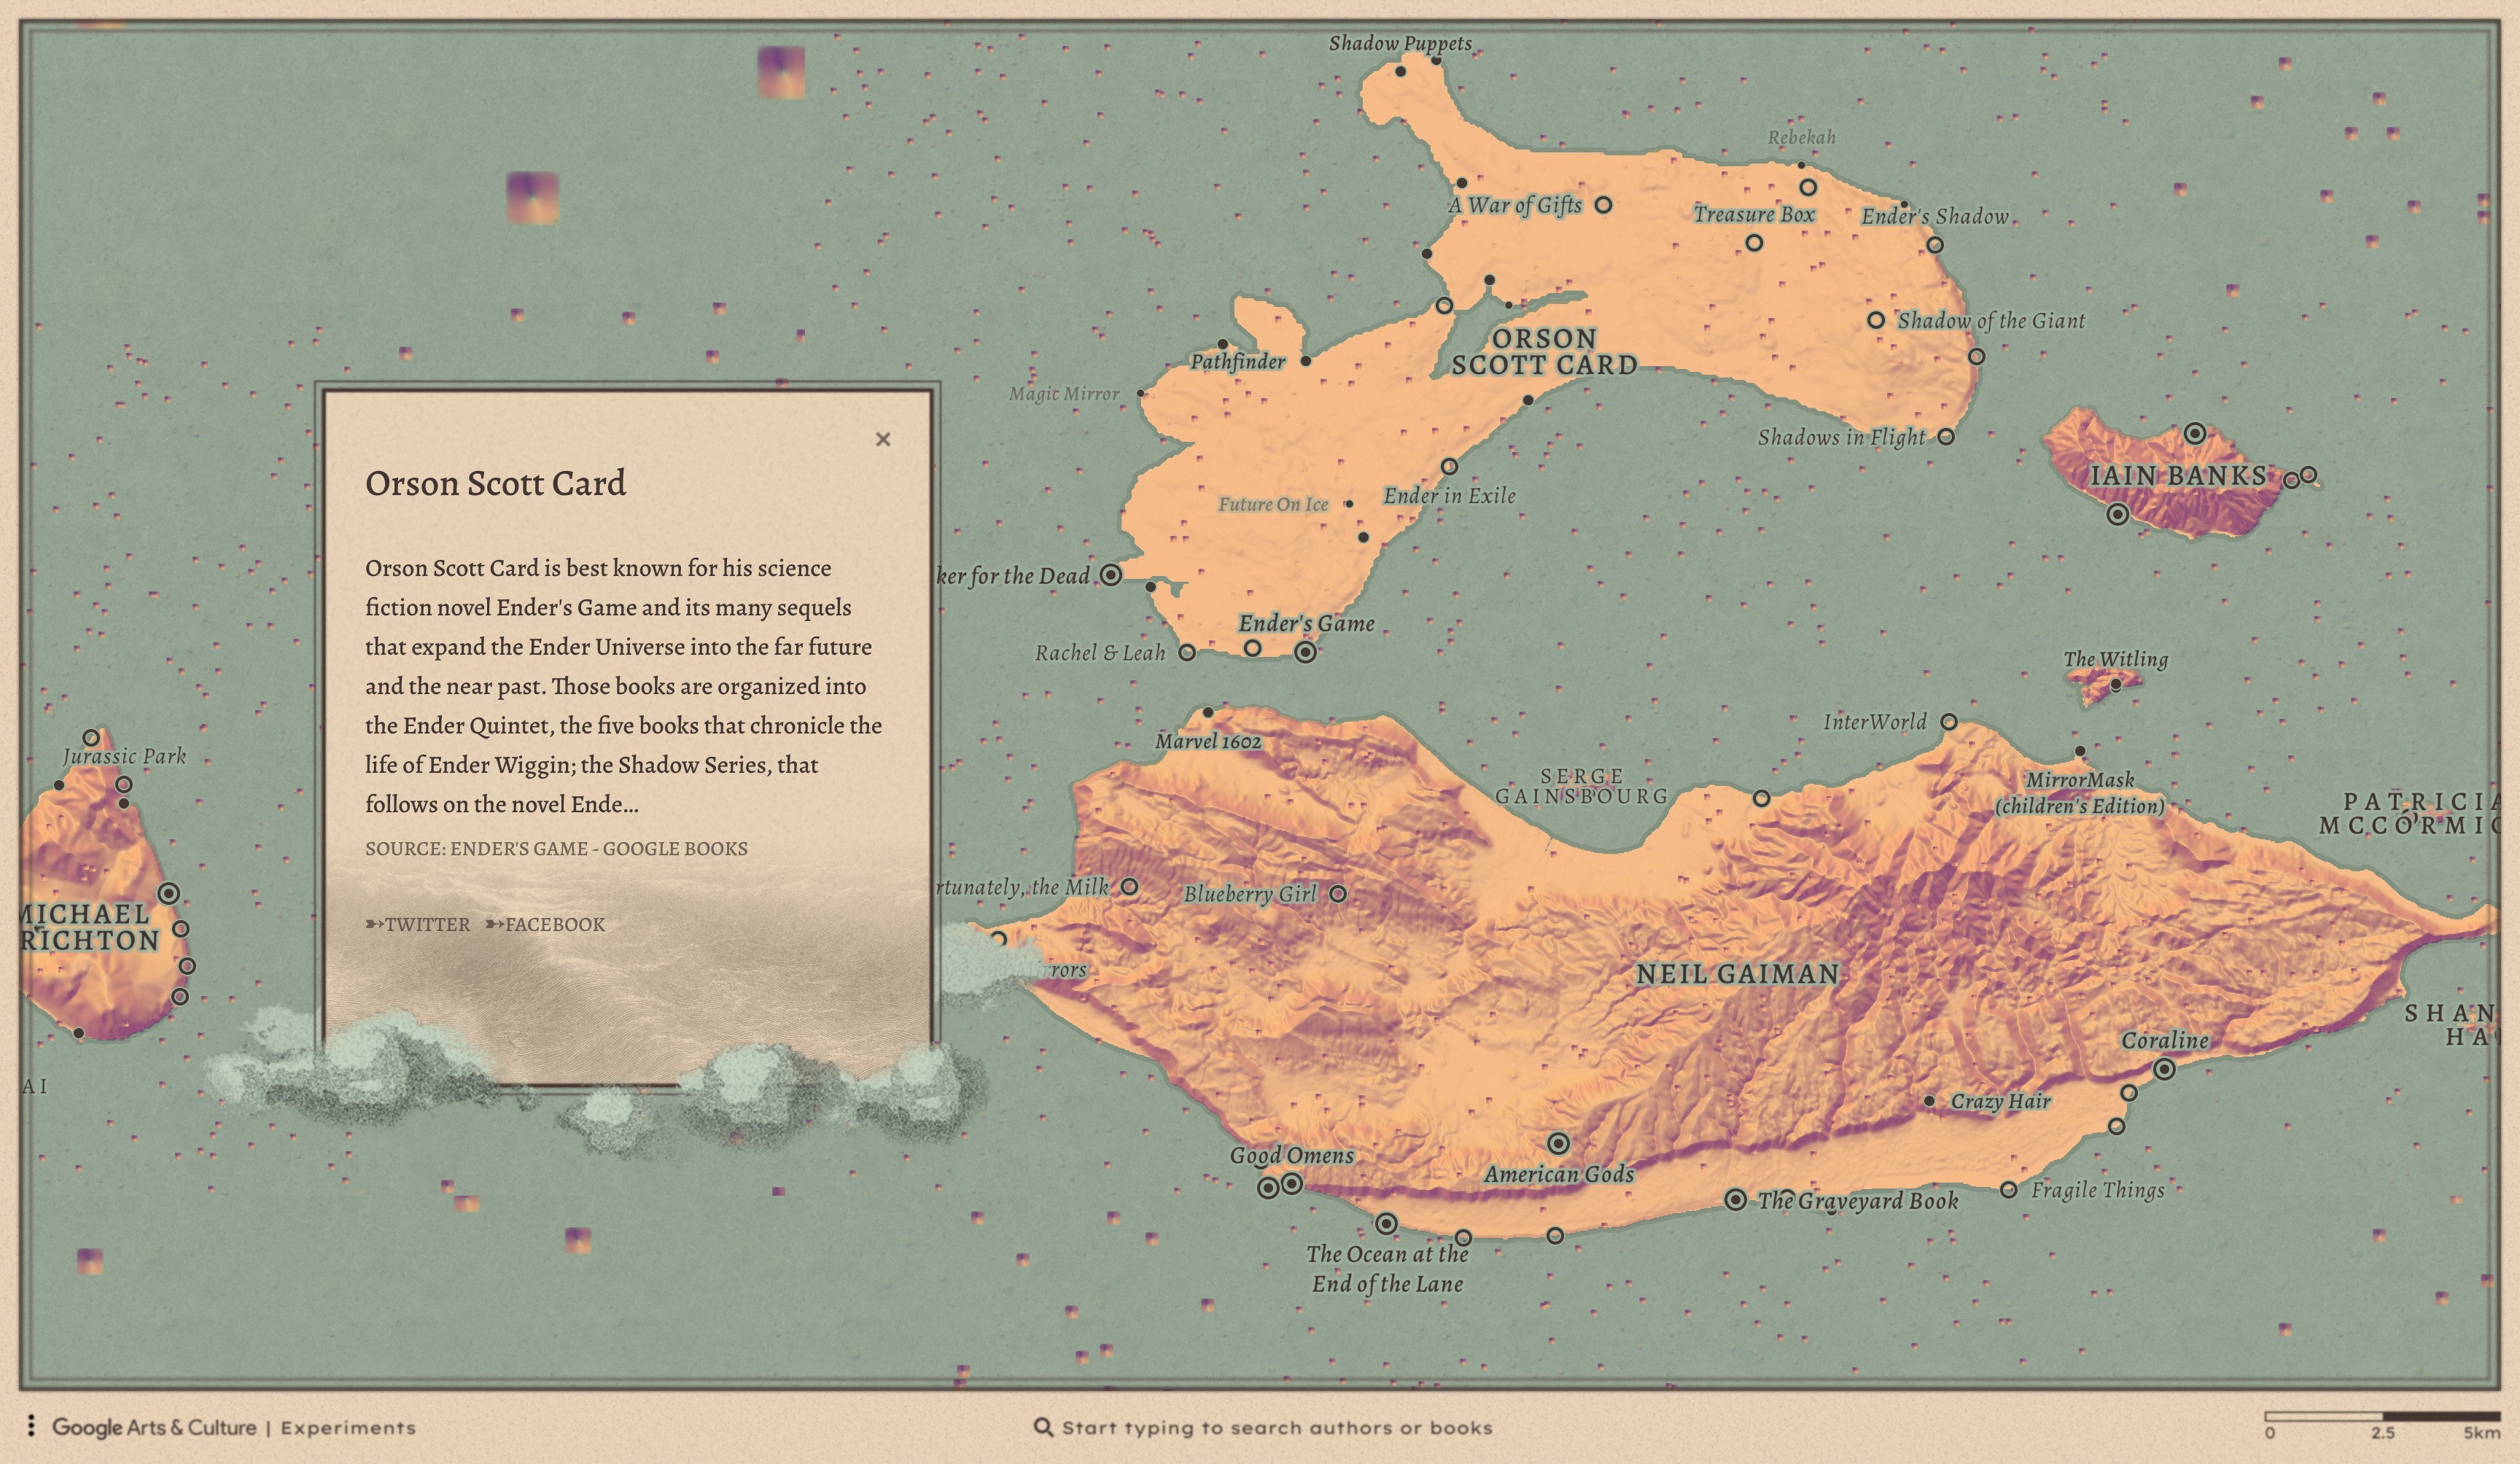 Shadow Puppets
Rebekah
A War of Gifts
Treasure Box
Ender's Shadow
Shadow of the Giant
ORSON
SCOTT CARD
Pathfinder
Magic Mirror
Shadows in Flight
IAIN BANKS
Future On Ice
Ender in Exile
ker for the Dead
Ender's Game
Rachel & Leah
The Witling
Orson Scott Card
Orson Scott Card is best known for his science
fiction novel Ender's Game and its many sequels
that expand the Ender Universe into the far future
and the near past. Those books are organized into
the Ender Quintet, the five books that chronicle the
life of Ender Wiggin; the Shadow Series, that
follows on the novel Ende...
SOURCE: ENDER'S GAME - GOOGLE BOOKS
➳TWITTER ➳FACEBOOK
Jurassic Park
MICHAEL
RICHTON
AI
Marvel 1602
InterWorld
SERGE
GAINSBOURG
MirrorMask
(children's Edition)
PATRICIA
MCCORMIC
rtunately, the Milk
Blueberry Girl
rors
NEIL GAIMAN
SHAN
HA
Coraline
Crazy Hair
Good Omens
American Gods
The Graveyard Book
Fragile Things
The Ocean at the
End of the Lane
Google Arts & Culture | Experiments
Start typing to search authors or books
0 2.5 5km